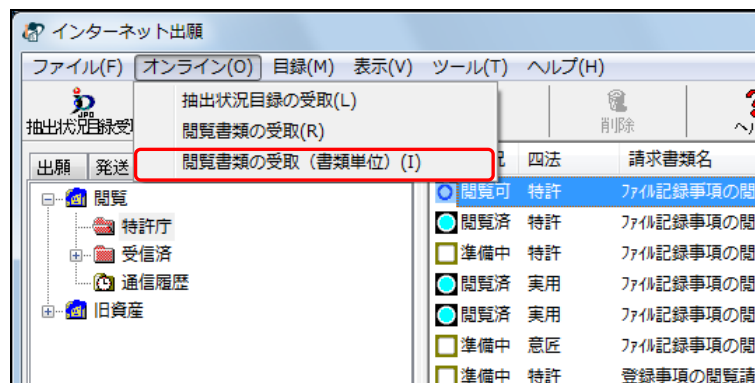 インターネット出願
ファイル(F) オンライン(O) 目録(M) 表示(V) ツール(T) ヘルプ(H)
抽出状況目録の受取(L)
閲覧書類の受取(R)
閲覧書類の受取（書類単位）(I)
JPO
抽出状況目録受
削除
出願 発送
四法 請求書類名
閲覧
特許庁
受信済
通信履歴
旧資産
閲覧可 特許 ファイル記録事項の閲
閲覧済 特許 ファイル記録事項の閲
準備中 特許 ファイル記録事項の閲
閲覧済 実用 ファイル記録事項の閲
閲覧済 実用 ファイル記録事項の閲
準備中 意匠 ファイル記録事項の閲
準備中 特許 登録事項の閲覧請